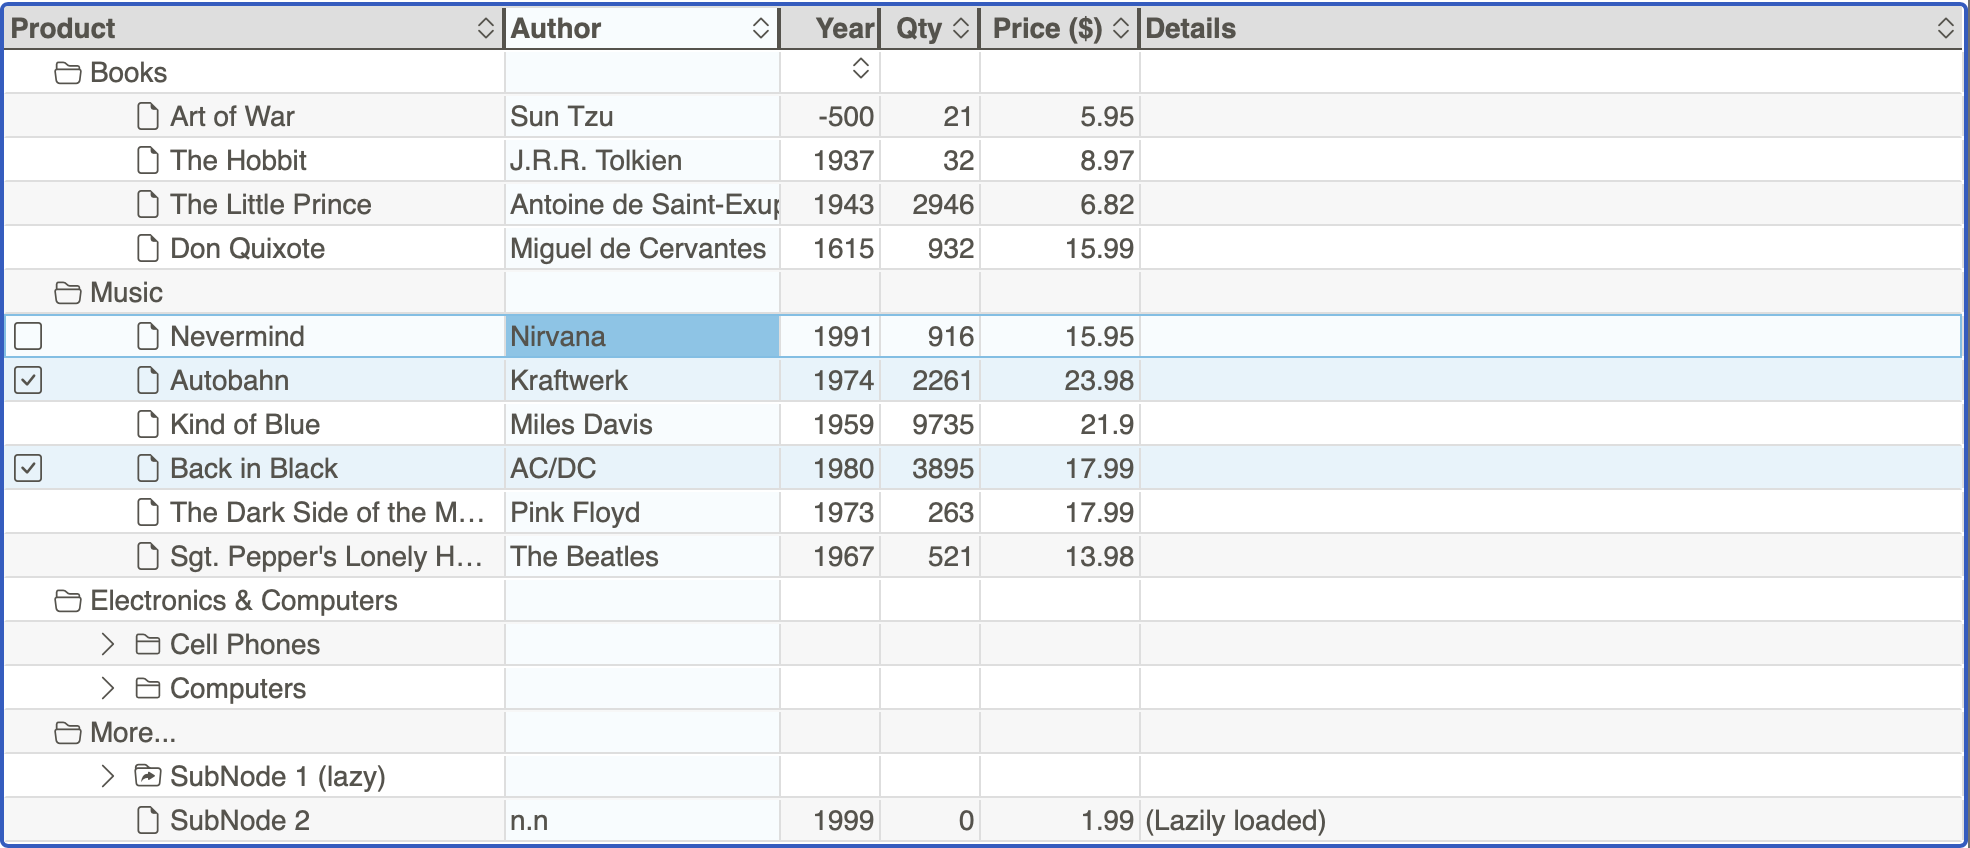 Product Author Year Qty Price ($) Details
Books
Art of War Sun Tzu -500 21 5.95
The Hobbit J.R.R. Tolkien 1937 32 8.97
The Little Prince Antoine de Saint-Exup 1943 2946 6.82
Don Quixote Miguel de Cervantes 1615 932 15.99
Music
Nevermind Nirvana 1991 916 15.95
Autobahn Kraftwerk 1974 2261 23.98
Kind of Blue Miles Davis 1959 9735 21.9
Back in Black AC/DC 1980 3895 17.99
The Dark Side of the M... Pink Floyd 1973 263 17.99
Sgt. Pepper's Lonely H... The Beatles 1967 521 13.98
Electronics & Computers
Cell Phones
Computers
More...
SubNode 1 (lazy)
SubNode 2 n.n 1999 0 1.99 (Lazily loaded)